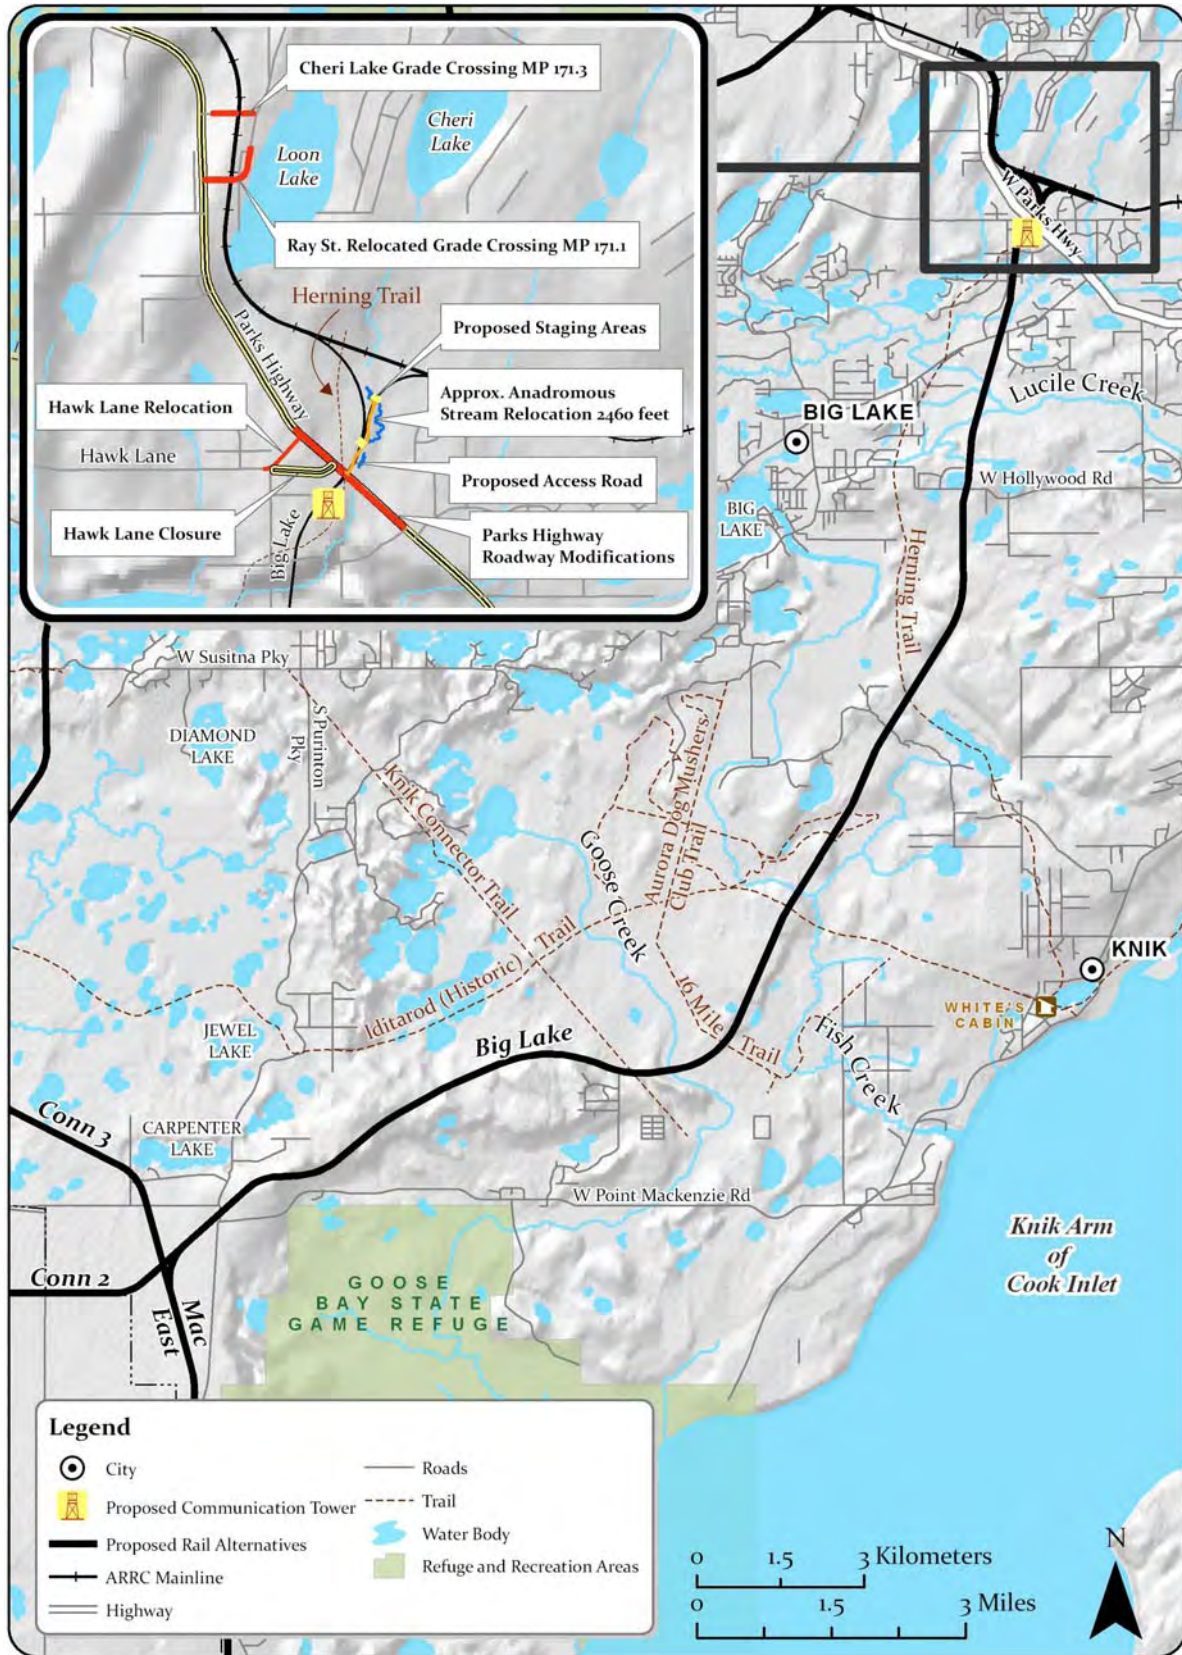 Cheri Lake Grade Crossing MP 171.3
Cheri
Lake
Loon
Lake
Ray St. Relocated Grade Crossing MP 171.1
Herning Trail
Proposed Staging Areas
Parks Highway
Approx. Anadromous
Stream Relocation 2460 feet
Hawk Lane Relocation
Hawk Lane
Proposed Access Road
Hawk Lane Closure
Big Lake
Parks Highway
Roadway Modifications
W Parks Hwy
Lucile Creek
BIG LAKE
W Hollywood Rd
BIG
LAKE
Herning Trail
W Susitna Pky
DIAMOND
LAKE
S Purinton
Pky
Knik Connector Trail
Goose Creek
Aurora Dog Mushers
Club Trail
Iditarod (Historic) Trail
16 Mile Trail
KNIK
WHITE'S
CABIN
Fish Creek
JEWEL
LAKE
Big Lake
Conn 3
CARPENTER
LAKE
W Point Mackenzie Rd
Conn 2
Mac
East
GOOSE
BAY STATE
GAME REFUGE
Knik Arm
of
Cook Inlet
Legend
City
Proposed Communication Tower
Proposed Rail Alternatives
ARRC Mainline
Highway
Roads
Trail
Water Body
Refuge and Recreation Areas
0 1.5 3 Kilometers
0 1.5 3 Miles
N